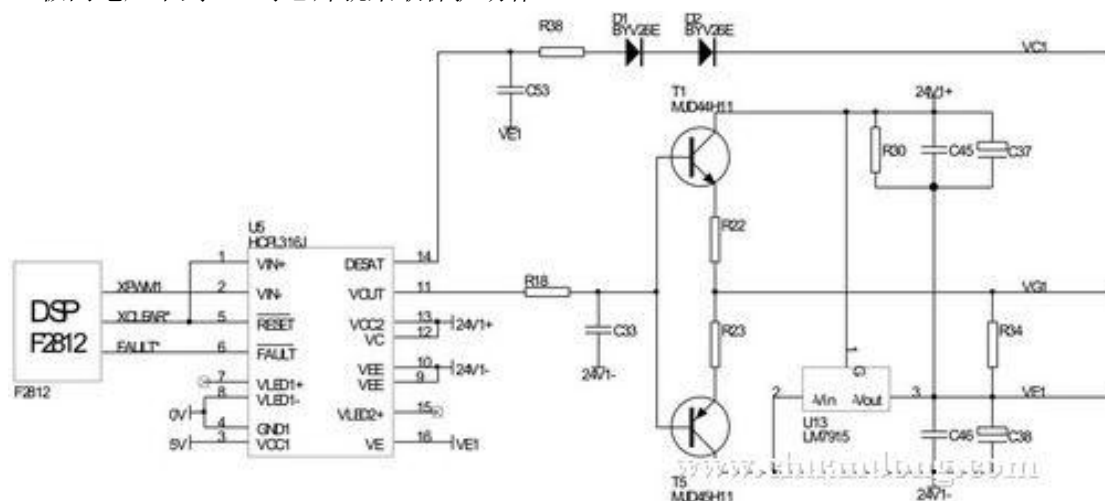 D1
BYV26E
D2
BYV26E
R38
VC1
C53
VE1
T1
MJD44H11
24V1+
R30
C45
C37
U5
HCPL316J
R22
1
VIN+
DESAT
14
DSP
F2812
XPWM1
2
VIN-
VOUT
11
R18
VG1
XCLEAR*
5
RESET
VCC2
13
24V1+
VC
12
C33
R23
R34
FAULT*
6
FAULT
VEE
10
24V1-
VEE
9
24V1-
1
G
F2812
7
VLED1+
8
VLED1-
2
-Vin
-Vout
3
VE1
0V
VLED2+
15
4
GND1
U13
LM7915
5V
3
VCC1
VE
16
VE1
C46
C38
T5
MJD45H11
24V1-